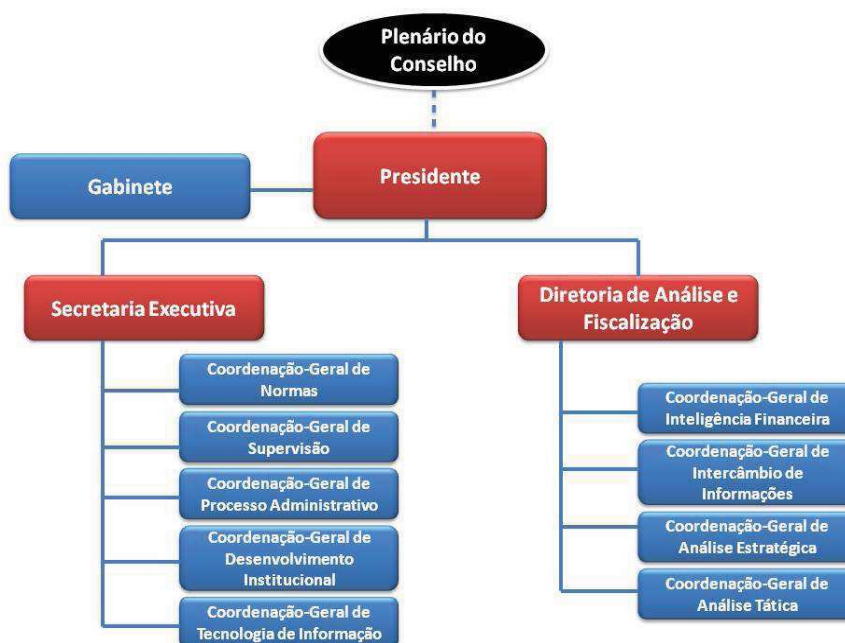 Plenário do
Conselho
Presidente
Gabinete
Secretaria Executiva
Coordenação-Geral de
Normas
Coordenação-Geral de
Supervisão
Coordenação-Geral de
Processo Administrativo
Coordenação-Geral de
Desenvolvimento
Institucional
Coordenação-Geral de
Tecnologia de Informação
Diretoria de Análise e
Fiscalização
Coordenação-Geral de
Inteligência Financeira
Coordenação-Geral de
Intercâmbio de
Informações
Coordenação-Geral de
Análise Estratégica
Coordenação-Geral de
Análise Tática